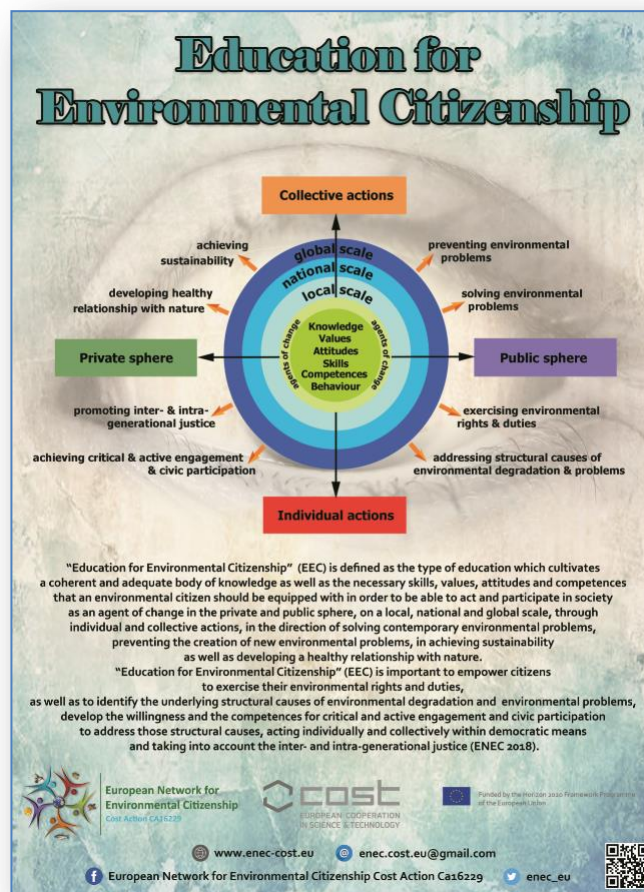 Education for
Environmental Citizenship
Collective actions
achieving
sustainability
global scale
preventing environmental
problems
national scale
developing healthy
relationship with nature
local scale
solving environmental
problems
agents of change
Knowledge
Values
Attitudes
Skills
Competences
Behaviour
agents of change
Private sphere
Public sphere
promoting inter- & intra-
generational justice
exercising environmental
rights & duties
achieving critical & active engagement
& civic participation
addressing structural causes of
environmental degradation & problems
Individual actions
"Education for Environmental Citizenship" (EEC) is defined as the type of education which cultivates
a coherent and adequate body of knowledge as well as the necessary skills, values, attitudes and competences
that an environmental citizen should be equipped with in order to be able to act and participate in society
as an agent of change in the private and public sphere, on a local, national and global scale, through
individual and collective actions, in the direction of solving contemporary environmental problems,
preventing the creation of new environmental problems, in achieving sustainability
as well as developing a healthy relationship with nature.
"Education for Environmental Citizenship" (EEC) is important to empower citizens
to exercise their environmental rights and duties,
as well as to identify the underlying structural causes of environmental degradation and environmental problems,
develop the willingness and the competences for critical and active engagement and civic participation
to address those structural causes, acting individually and collectively within democratic means
and taking into account the inter- and intra-generational justice (ENEC 2018).
European Network for
Environmental Citizenship
Cost Action CA16229
cost
EUROPEAN COOPERATION
IN SCIENCE & TECHNOLOGY
Funded by the Horizon 2020 Framework Programme
of the European Union
www.enec-cost.eu
enec.cost.eu@gmail.com
European Network for Environmental Citizenship Cost Action Ca16229
enec_eu